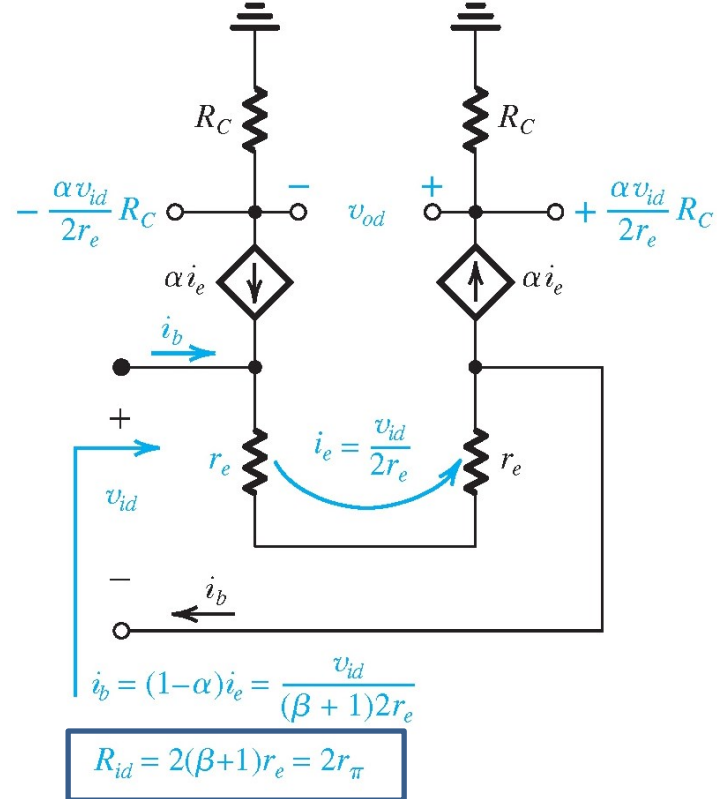 R_C R_C
− αv_id/2r_e R_C − v_od + + αv_id/2r_e R_C
αi_e αi_e
i_b
+
r_e i_e = v_id/2r_e r_e
v_id
−
i_b
i_b = (1−α)i_e = v_id/(β + 1)2r_e
R_id = 2(β+1)r_e = 2r_π